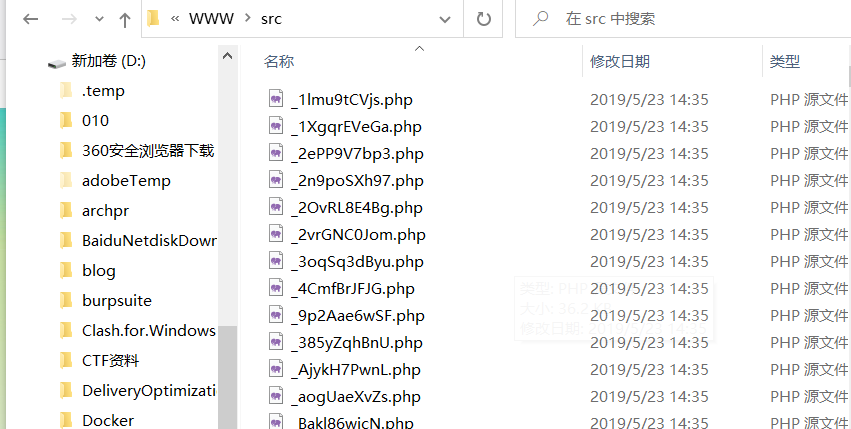 « WWW > src
在 src 中搜索
新加卷 (D:)
.temp
010
360安全浏览器下载
adobeTemp
archpr
BaiduNetdiskDown
blog
burpsuite
Clash.for.Windows
CTF资料
DeliveryOptimizati
Docker
名称 修改日期 类型
_1lmu9tCVjs.php 2019/5/23 14:35 PHP 源文件
_1XgqrEVeGa.php 2019/5/23 14:35 PHP 源文件
_2ePP9V7bp3.php 2019/5/23 14:35 PHP 源文件
_2n9poSXh97.php 2019/5/23 14:35 PHP 源文件
_2OvRL8E4Bg.php 2019/5/23 14:35 PHP 源文件
_2vrGNC0Jom.php 2019/5/23 14:35 PHP 源文件
_3oqSq3dByu.php 2019/5/23 14:35 PHP 源文件
_4CmfBrJFJG.php 2019/5/23 14:35 PHP 源文件
_9p2Aae6wSF.php 2019/5/23 14:35 PHP 源文件
_385yZqhBnU.php 2019/5/23 14:35 PHP 源文件
_AjykH7PwnL.php 2019/5/23 14:35 PHP 源文件
_aogUaeXvZs.php 2019/5/23 14:35 PHP 源文件
_Bakl86wicN.php 2019/5/23 14:35 PHP 源文件
类型: PHP
大小: 36.2
修改日期: 2019/5/23 14:35